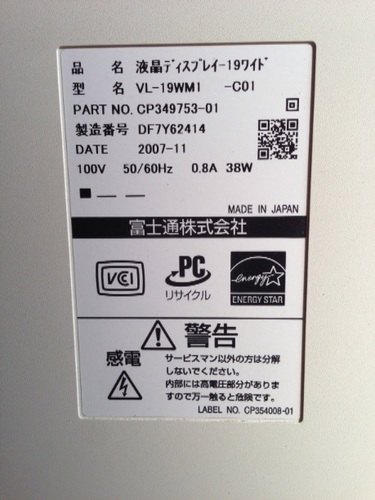 品 名 液晶ディスプレイ-19ワイド
型 名 VL-19WM1 -C01
PART NO. CP349753-01
製造番号 DF7Y62414
DATE 2007-11
100V 50/60Hz 0.8A 38W
MADE IN JAPAN
富士通株式会社
VCCI
PC
リサイクル
energy
ENERGY STAR
警告
感電
サービスマン以外の方は分解
しないでください。
内部には高電圧部分がありま
すので万一触ると危険です。
LABEL NO. CP354008-01